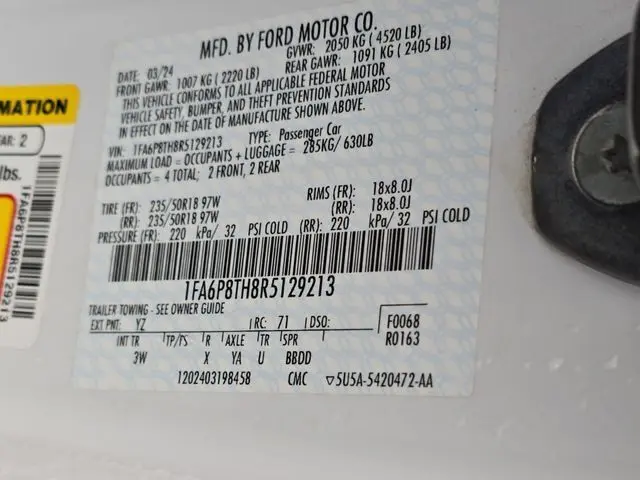 MFD. BY FORD MOTOR CO.
DATE: 03/24 GVWR: 2050 KG ( 4520 LB)
FRONT GAWR: 1007 KG ( 2220 LB) REAR GAWR: 1091 KG ( 2405 LB)
THIS VEHICLE CONFORMS TO ALL APPLICABLE FEDERAL MOTOR
VEHICLE SAFETY, BUMPER, AND THEFT PREVENTION STANDARDS
IN EFFECT ON THE DATE OF MANUFACTURE SHOWN ABOVE.
VIN: 1FA6P8TH8R5129213 TYPE: Passenger Car
MAXIMUM LOAD = OCCUPANTS + LUGGAGE = 285KG/ 630LB
OCCUPANTS = 4 TOTAL; 2 FRONT, 2 REAR
TIRE (FR): 235/50R18 97W RIMS (FR): 18x8.0J
(RR): 235/50R18 97W (RR): 18x8.0J
PRESSURE (FR): 220 kPa/ 32 PSI COLD (RR): 220 kPa/ 32 PSI COLD
1FA6P8TH8R5129213
TRAILER TOWING - SEE OWNER GUIDE
EXT PNT: YZ RC: 71 DSO: F0068
INT TR TP/PS R AXLE TR SPR R0163
3W X YA U BBDD
1202403198458 CMC 5U5A-5420472-AA
MATION
EAR: 2
lbs.
1FA6P8TH8R5129213